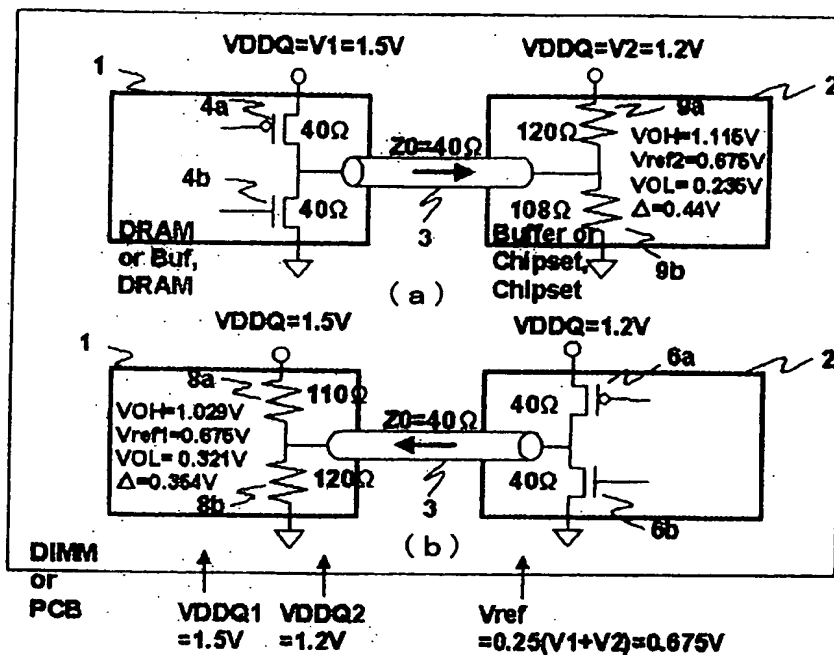 VDDQ=V1=1.5V
VDDQ=V2=1.2V
1
2
4a
40Ω
4b
40Ω
Z0=40Ω
3
9a
120Ω
108Ω
9b
VOH=1.115V
Vref2=0.675V
VOL= 0.235V
Δ=0.44V
DRAM
or Buf,
DRAM
Buffer or
Chipset,
Chipset
(a)
VDDQ=1.5V
VDDQ=1.2V
1
2
8a
110Ω
VOH=1.029V
Vref1=0.675V
VOL= 0.321V
Δ=0.354V
120Ω
8b
Z0=40Ω
3
6a
40Ω
40Ω
6b
(b)
DIMM
or
PCB
VDDQ1
=1.5V
VDDQ2
=1.2V
Vref
=0.25(V1+V2)=0.675V